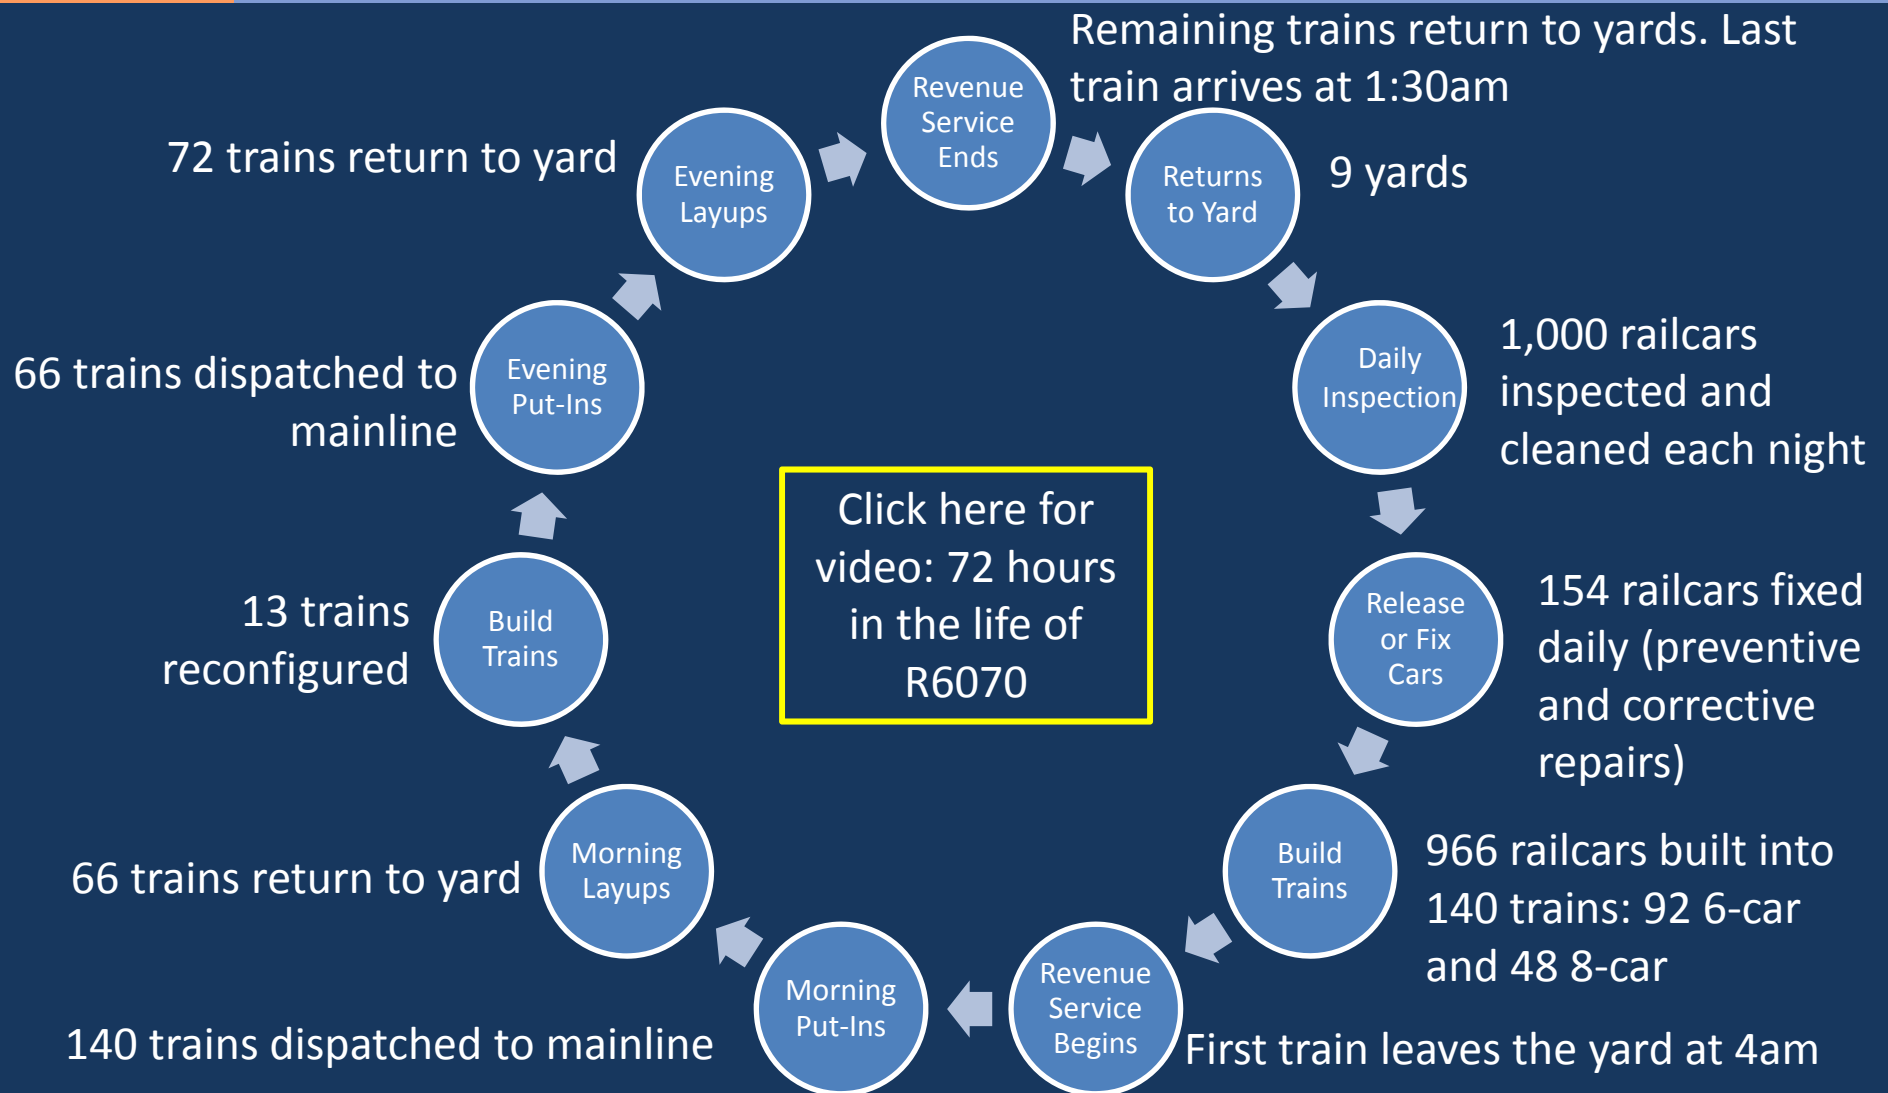 Remaining trains return to yards. Last
train arrives at 1:30am
Revenue
Service
Ends
Returns
to Yard
9 yards
Daily
Inspection
1,000 railcars
inspected and
cleaned each night
Release
or Fix
Cars
154 railcars fixed
daily (preventive
and corrective
repairs)
Build
Trains
966 railcars built into
140 trains: 92 6-car
and 48 8-car
Revenue
Service
Begins
First train leaves the yard at 4am
Morning
Put-Ins
140 trains dispatched to mainline
Morning
Layups
66 trains return to yard
Build
Trains
13 trains
reconfigured
Evening
Put-Ins
66 trains dispatched to
mainline
Evening
Layups
72 trains return to yard
Click here for
video: 72 hours
in the life of
R6070